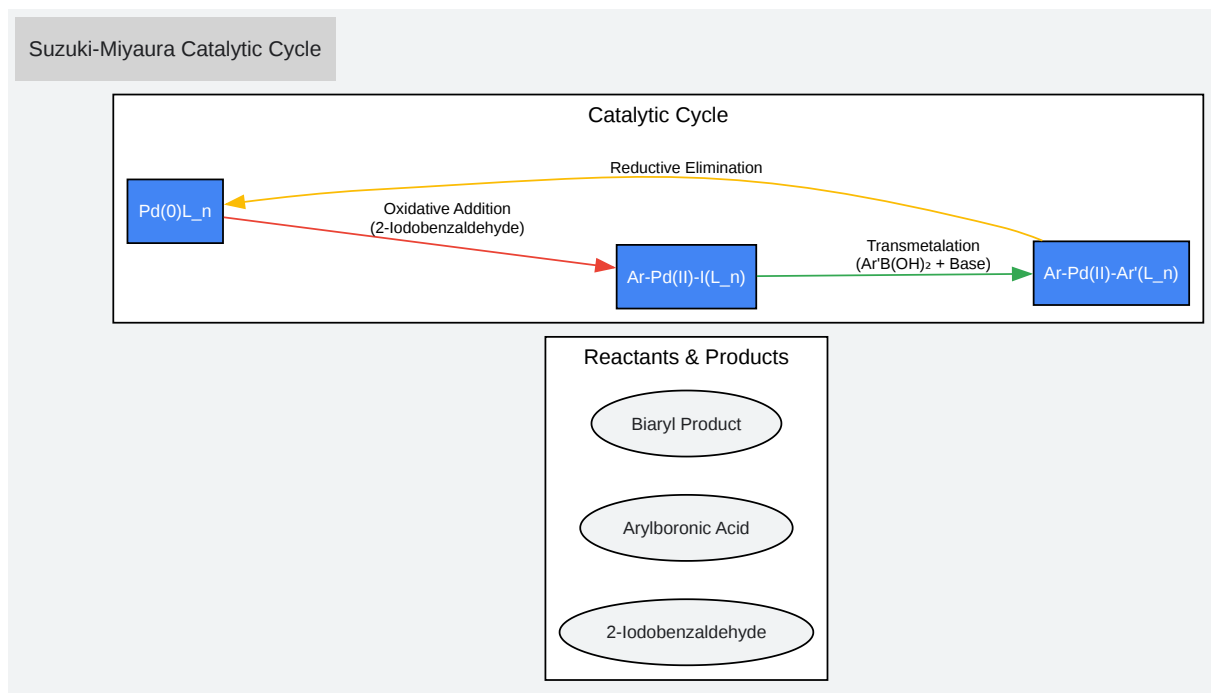 Suzuki-Miyaura Catalytic Cycle
Catalytic Cycle
Reductive Elimination
Pd(0)L_n
Oxidative Addition
(2-Iodobenzaldehyde)
Ar-Pd(II)-I(L_n)
Transmetalation
(Ar'B(OH)₂ + Base)
Ar-Pd(II)-Ar'(L_n)
Reactants & Products
Biaryl Product
Arylboronic Acid
2-Iodobenzaldehyde